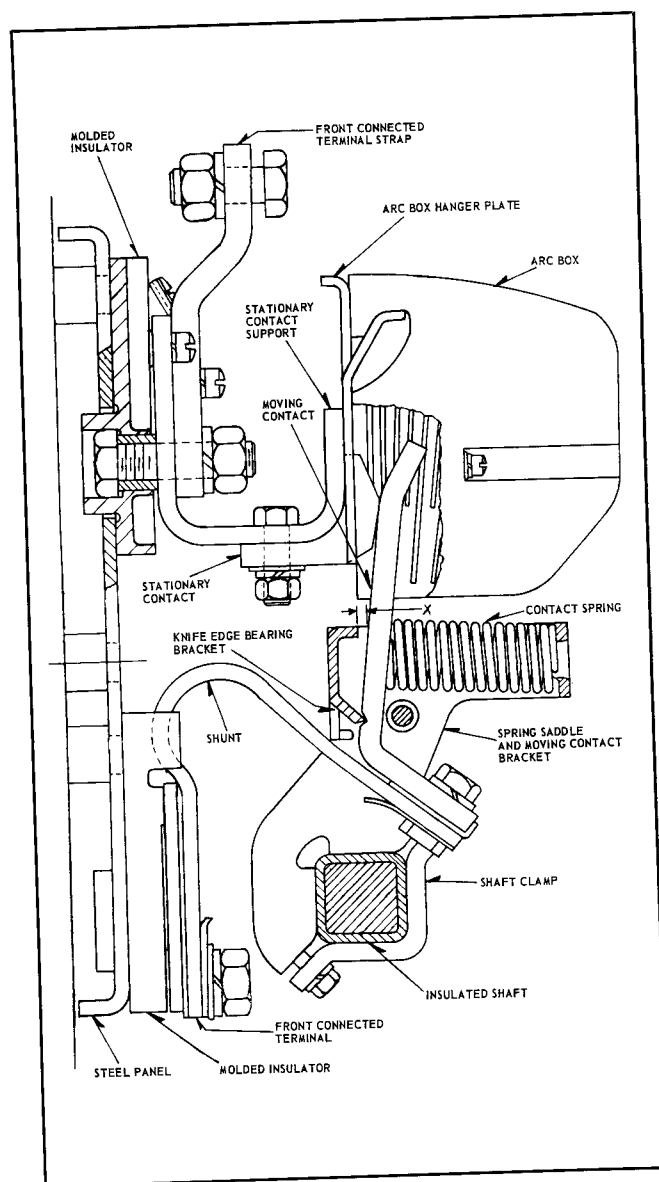 MOLDED
INSULATOR
FRONT CONNECTED
TERMINAL STRAP
ARC BOX HANGER PLATE
ARC BOX
STATIONARY
CONTACT
SUPPORT
MOVING
CONTACT
STATIONARY
CONTACT
X
CONTACT SPRING
KNIFE EDGE BEARING
BRACKET
SHUNT
SPRING SADDLE
AND MOVING CONTACT
BRACKET
SHAFT CLAMP
INSULATED SHAFT
FRONT CONNECTED
TERMINAL
STEEL PANEL
MOLDED INSULATOR